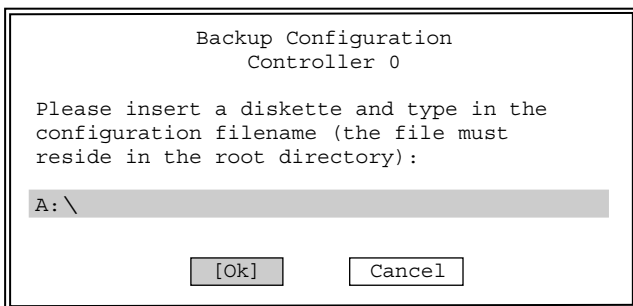 Backup Configuration
Controller 0
Please insert a diskette and type in the
configuration filename (the file must
reside in the root directory):
A:\
[Ok] Cancel